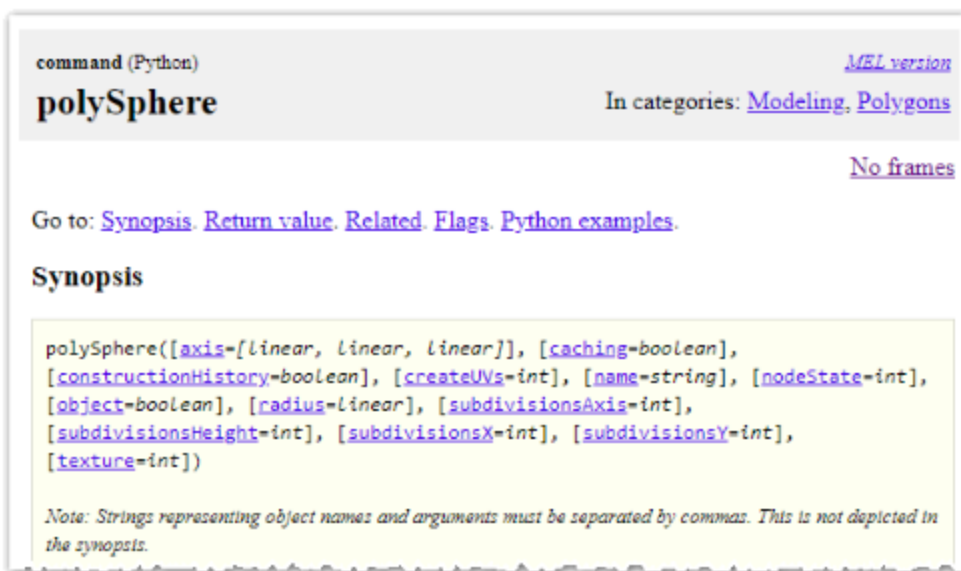 command (Python) MEL version
polySphere In categories: Modeling, Polygons
No frames
Go to: Synopsis. Return value. Related. Flags. Python examples.
Synopsis
polySphere([axis=[linear, linear, linear]], [caching=boolean],
[constructionHistory=boolean], [createUVs=int], [name=string], [nodeState=int],
[object=boolean], [radius=linear], [subdivisionsAxis=int],
[subdivisionsHeight=int], [subdivisionsX=int], [subdivisionsY=int],
[texture=int])
Note: Strings representing object names and arguments must be separated by commas. This is not depicted in
the synopsis.